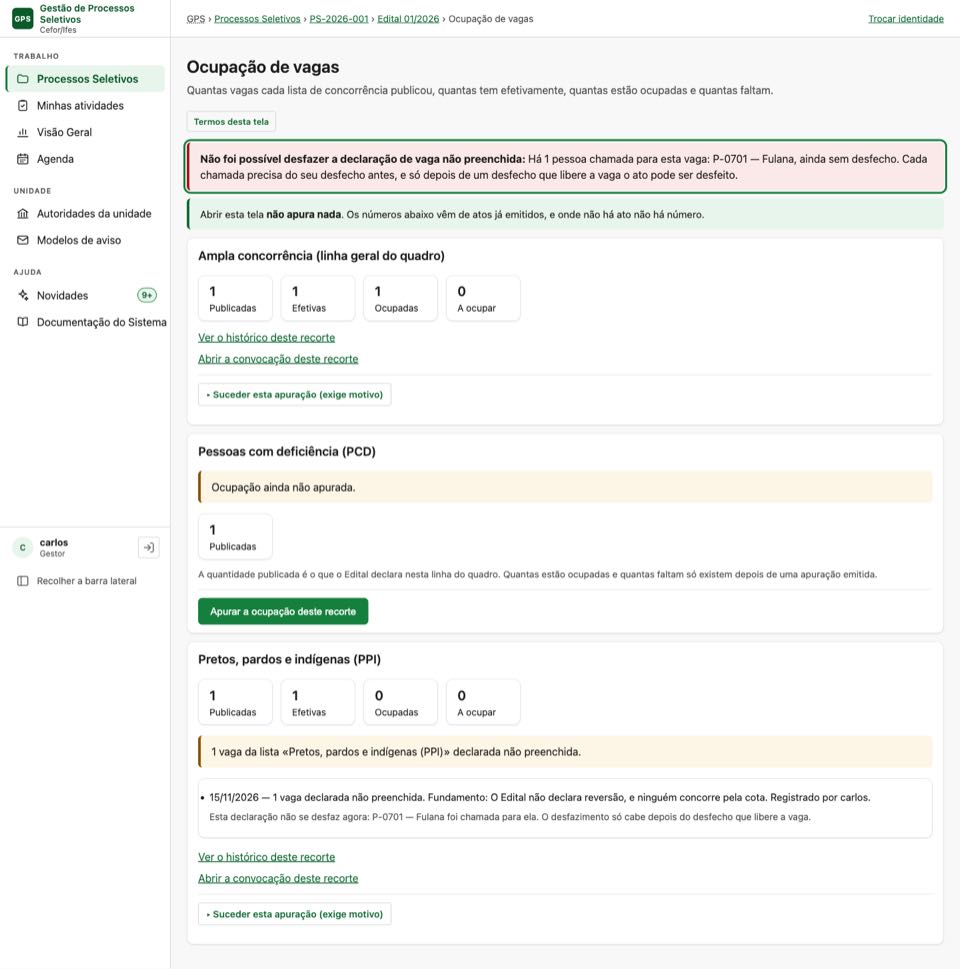 GPS
Gestão de Processos
Seletivos
Cefor/Ifes
GPS › Processos Seletivos › PS-2026-001 › Edital 01/2026 › Ocupação de vagas
Trocar identidade
TRABALHO
Processos Seletivos
Minhas atividades
Visão Geral
Agenda
UNIDADE
Autoridades da unidade
Modelos de aviso
AJUDA
Novidades
9+
Documentação do Sistema
C
carlos
Gestor
Recolher a barra lateral
Ocupação de vagas
Quantas vagas cada lista de concorrência publicou, quantas tem efetivamente, quantas estão ocupadas e quantas faltam.
Termos desta tela
Não foi possível desfazer a declaração de vaga não preenchida: Há 1 pessoa chamada para esta vaga: P-0701 — Fulana, ainda sem desfecho. Cada
chamada precisa do seu desfecho antes, e só depois de um desfecho que libere a vaga o ato pode ser desfeito.
Abrir esta tela não apura nada. Os números abaixo vêm de atos já emitidos, e onde não há ato não há número.
Ampla concorrência (linha geral do quadro)
1
Publicadas
1
Efetivas
1
Ocupadas
0
A ocupar
Ver o histórico deste recorte
Abrir a convocação deste recorte
▸ Suceder esta apuração (exige motivo)
Pessoas com deficiência (PCD)
Ocupação ainda não apurada.
1
Publicadas
A quantidade publicada é o que o Edital declara nesta linha do quadro. Quantas estão ocupadas e quantas faltam só existem depois de uma apuração emitida.
Apurar a ocupação deste recorte
Pretos, pardos e indígenas (PPI)
1
Publicadas
1
Efetivas
0
Ocupadas
0
A ocupar
1 vaga da lista «Pretos, pardos e indígenas (PPI)» declarada não preenchida.
• 15/11/2026 — 1 vaga declarada não preenchida. Fundamento: O Edital não declara reversão, e ninguém concorre pela cota. Registrado por carlos.
Esta declaração não se desfaz agora: P-0701 — Fulana foi chamada para ela. O desfazimento só cabe depois do desfecho que libere a vaga.
Ver o histórico deste recorte
Abrir a convocação deste recorte
▸ Suceder esta apuração (exige motivo)